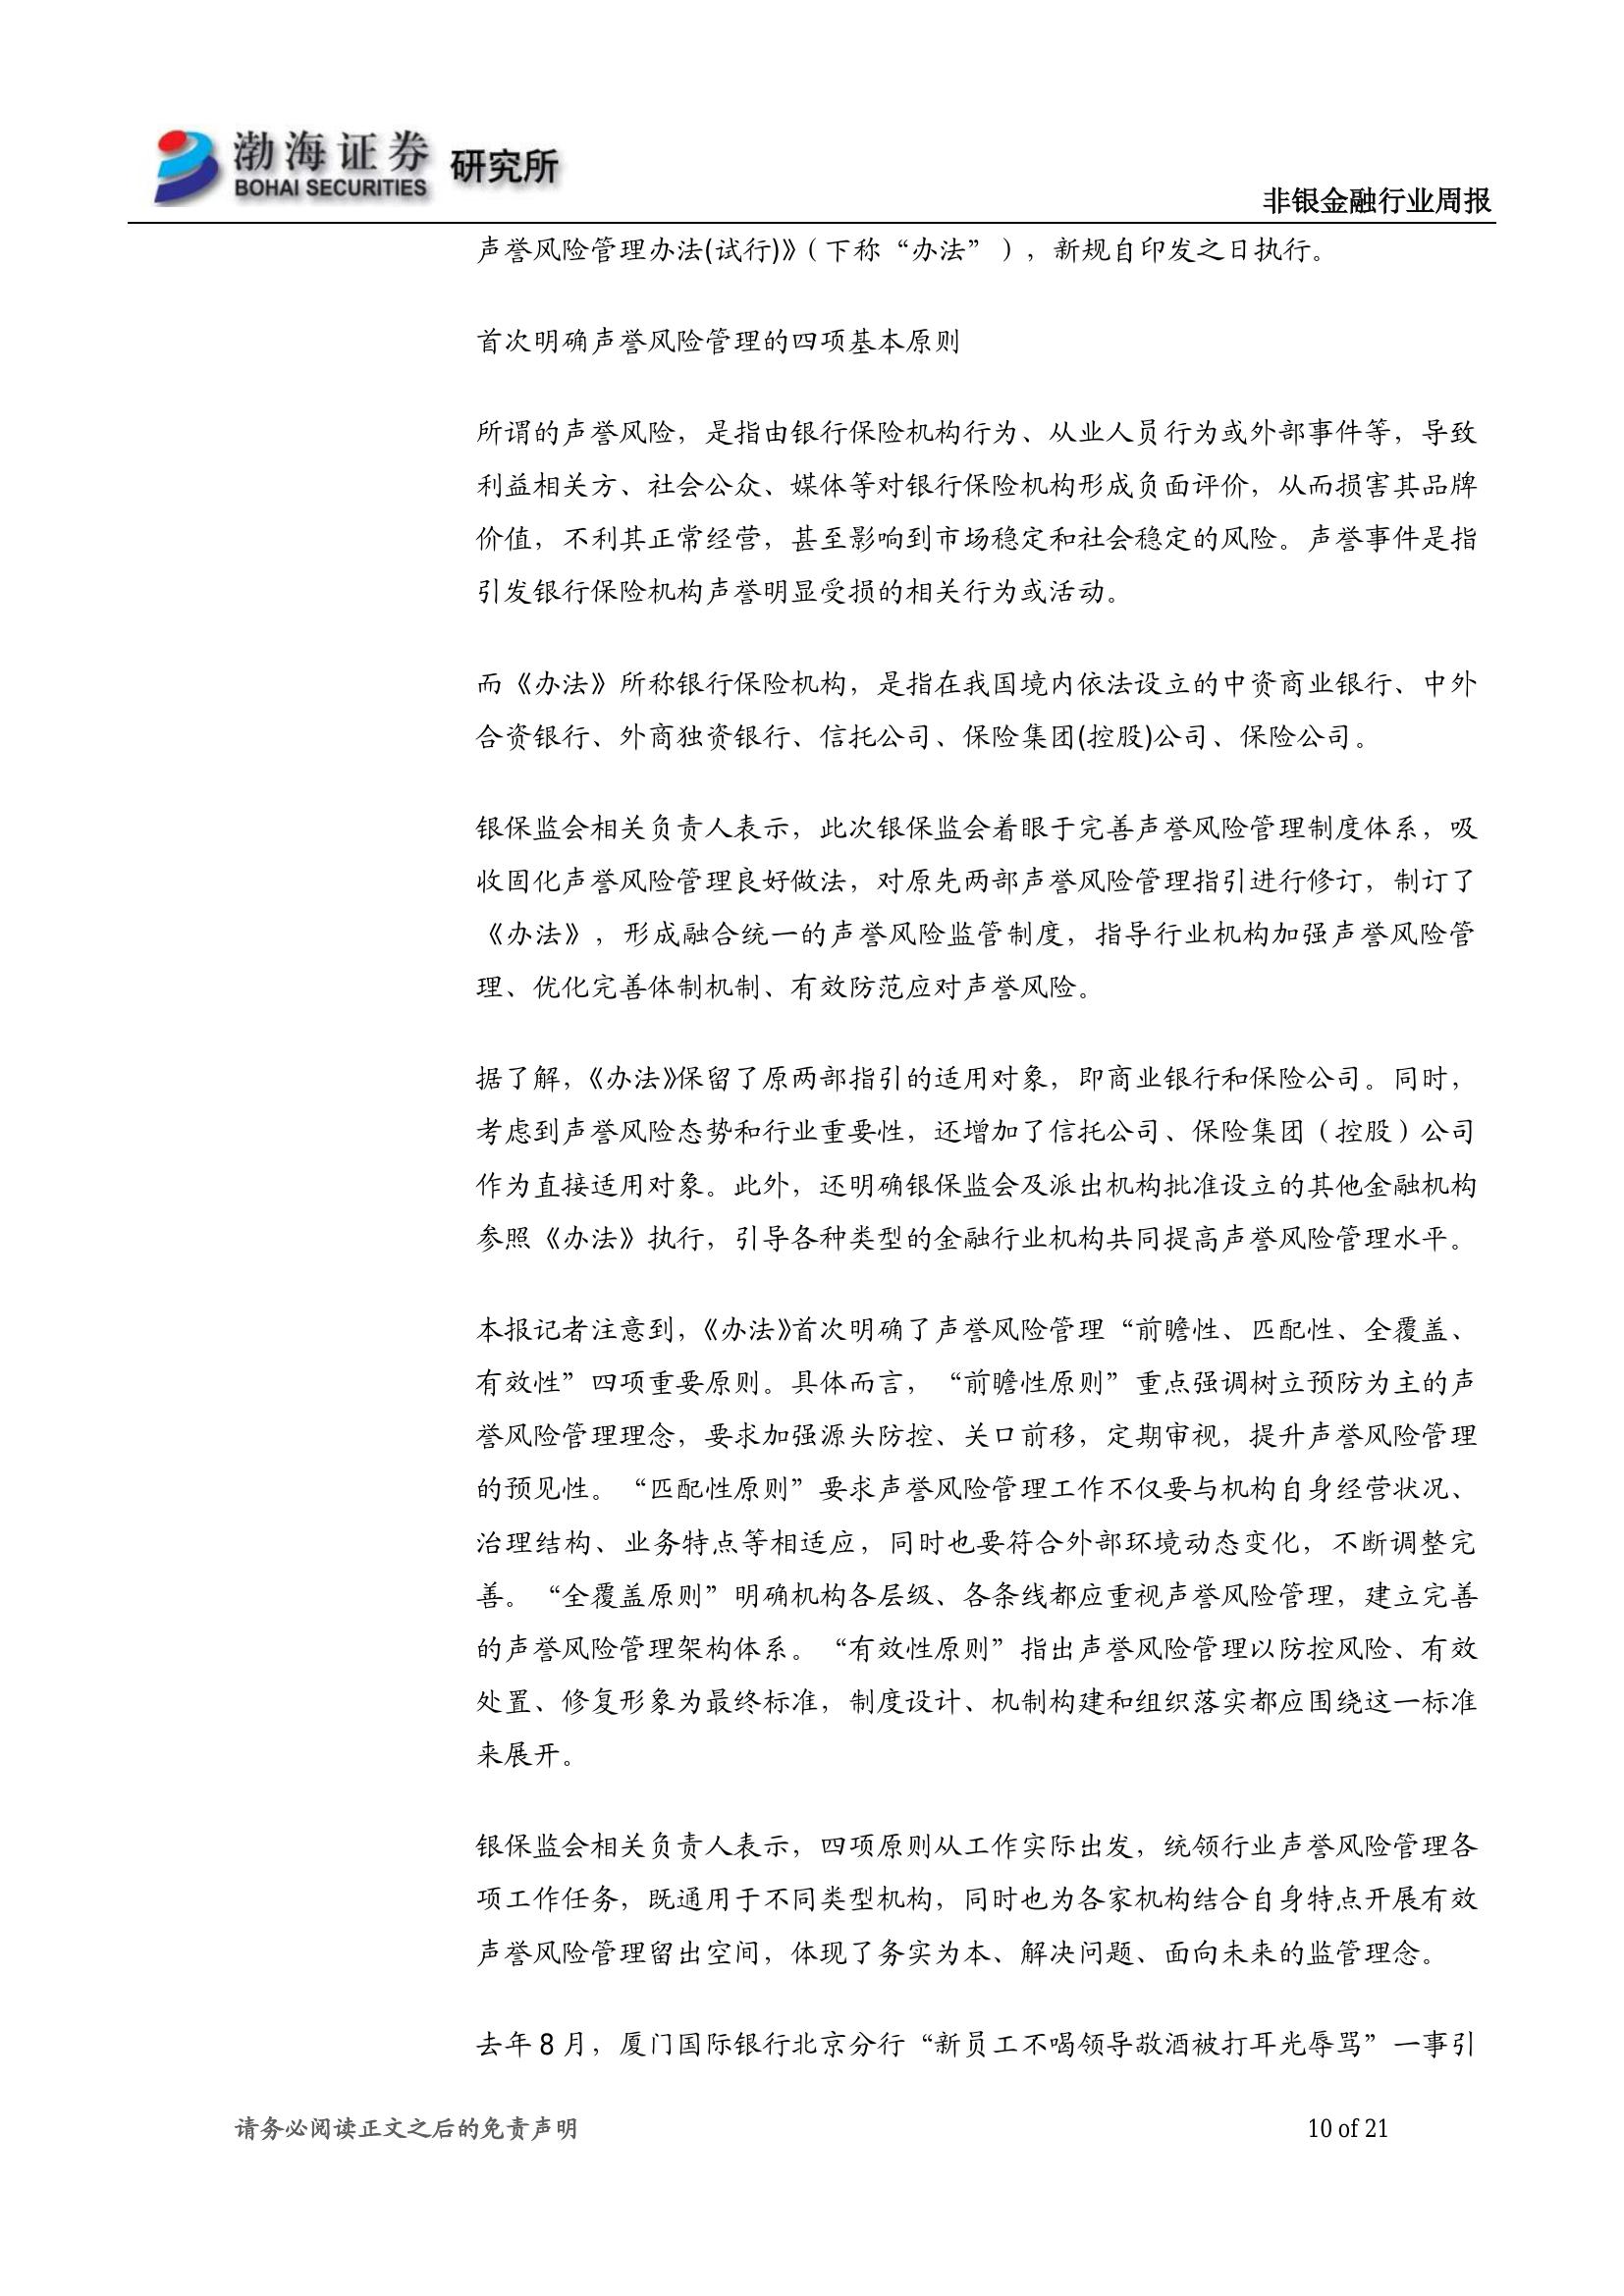 渤海证券 研究所
BOHAI SECURITIES
非银金融行业周报
声誉风险管理办法(试行)》（下称“办法”），新规自印发之日执行。
首次明确声誉风险管理的四项基本原则
所谓的声誉风险，是指由银行保险机构行为、从业人员行为或外部事件等，导致
利益相关方、社会公众、媒体等对银行保险机构形成负面评价，从而损害其品牌
价值，不利其正常经营，甚至影响到市场稳定和社会稳定的风险。声誉事件是指
引发银行保险机构声誉明显受损的相关行为或活动。
而《办法》所称银行保险机构，是指在我国境内依法设立的中资商业银行、中外
合资银行、外商独资银行、信托公司、保险集团(控股)公司、保险公司。
银保监会相关负责人表示，此次银保监会着眼于完善声誉风险管理制度体系，吸
收固化声誉风险管理良好做法，对原先两部声誉风险管理指引进行修订，制订了
《办法》，形成融合统一的声誉风险监管制度，指导行业机构加强声誉风险管
理、优化完善体制机制、有效防范应对声誉风险。
据了解，《办法》保留了原两部指引的适用对象，即商业银行和保险公司。同时，
考虑到声誉风险态势和行业重要性，还增加了信托公司、保险集团（控股）公司
作为直接适用对象。此外，还明确银保监会及派出机构批准设立的其他金融机构
参照《办法》执行，引导各种类型的金融行业机构共同提高声誉风险管理水平。
本报记者注意到，《办法》首次明确了声誉风险管理“前瞻性、匹配性、全覆盖、
有效性”四项重要原则。具体而言，“前瞻性原则”重点强调树立预防为主的声
誉风险管理理念，要求加强源头防控、关口前移，定期审视，提升声誉风险管理
的预见性。“匹配性原则”要求声誉风险管理工作不仅要与机构自身经营状况、
治理结构、业务特点等相适应，同时也要符合外部环境动态变化，不断调整完
善。“全覆盖原则”明确机构各层级、各条线都应重视声誉风险管理，建立完善
的声誉风险管理架构体系。“有效性原则”指出声誉风险管理以防控风险、有效
处置、修复形象为最终标准，制度设计、机制构建和组织落实都应围绕这一标准
来展开。
银保监会相关负责人表示，四项原则从工作实际出发，统领行业声誉风险管理各
项工作任务，既通用于不同类型机构，同时也为各家机构结合自身特点开展有效
声誉风险管理留出空间，体现了务实为本、解决问题、面向未来的监管理念。
去年 8 月，厦门国际银行北京分行“新员工不喝领导敬酒被打耳光辱骂”一事引
请务必阅读正文之后的免责声明
10 of 21